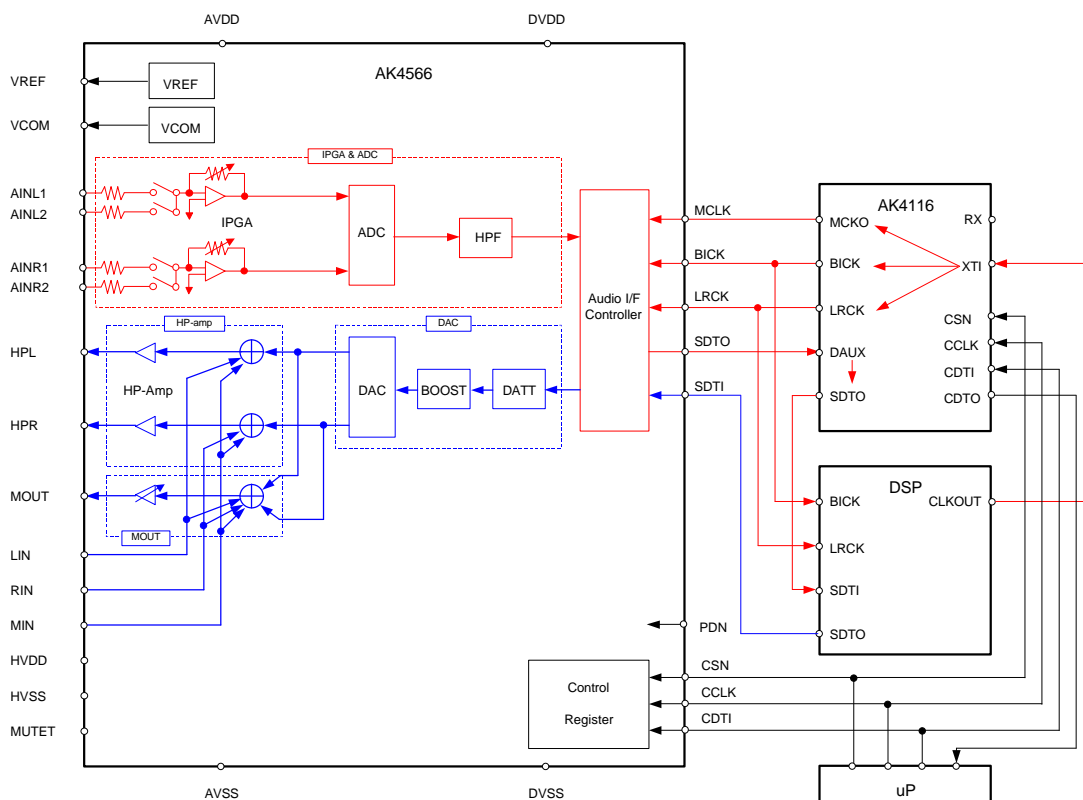 AVDD
DVDD
AK4566
VREF
VREF
VCOM
VCOM
IPGA & ADC
AINL1
AINL2
IPGA
ADC
HPF
AINR1
AINR2
Audio I/F
Controller
MCLK
BICK
LRCK
SDTO
SDTI
AK4116
MCKO
BICK
LRCK
DAUX
SDTO
RX
XTI
CSN
CCLK
CDTI
CDTO
HP-amp
DAC
HPL
HP-Amp
DAC
BOOST
DATT
HPR
MOUT
MOUT
LIN
RIN
MIN
HVDD
HVSS
MUTET
DSP
BICK
CLKOUT
LRCK
SDTI
SDTO
PDN
CSN
CCLK
CDTI
Control
Register
AVSS
DVSS
uP